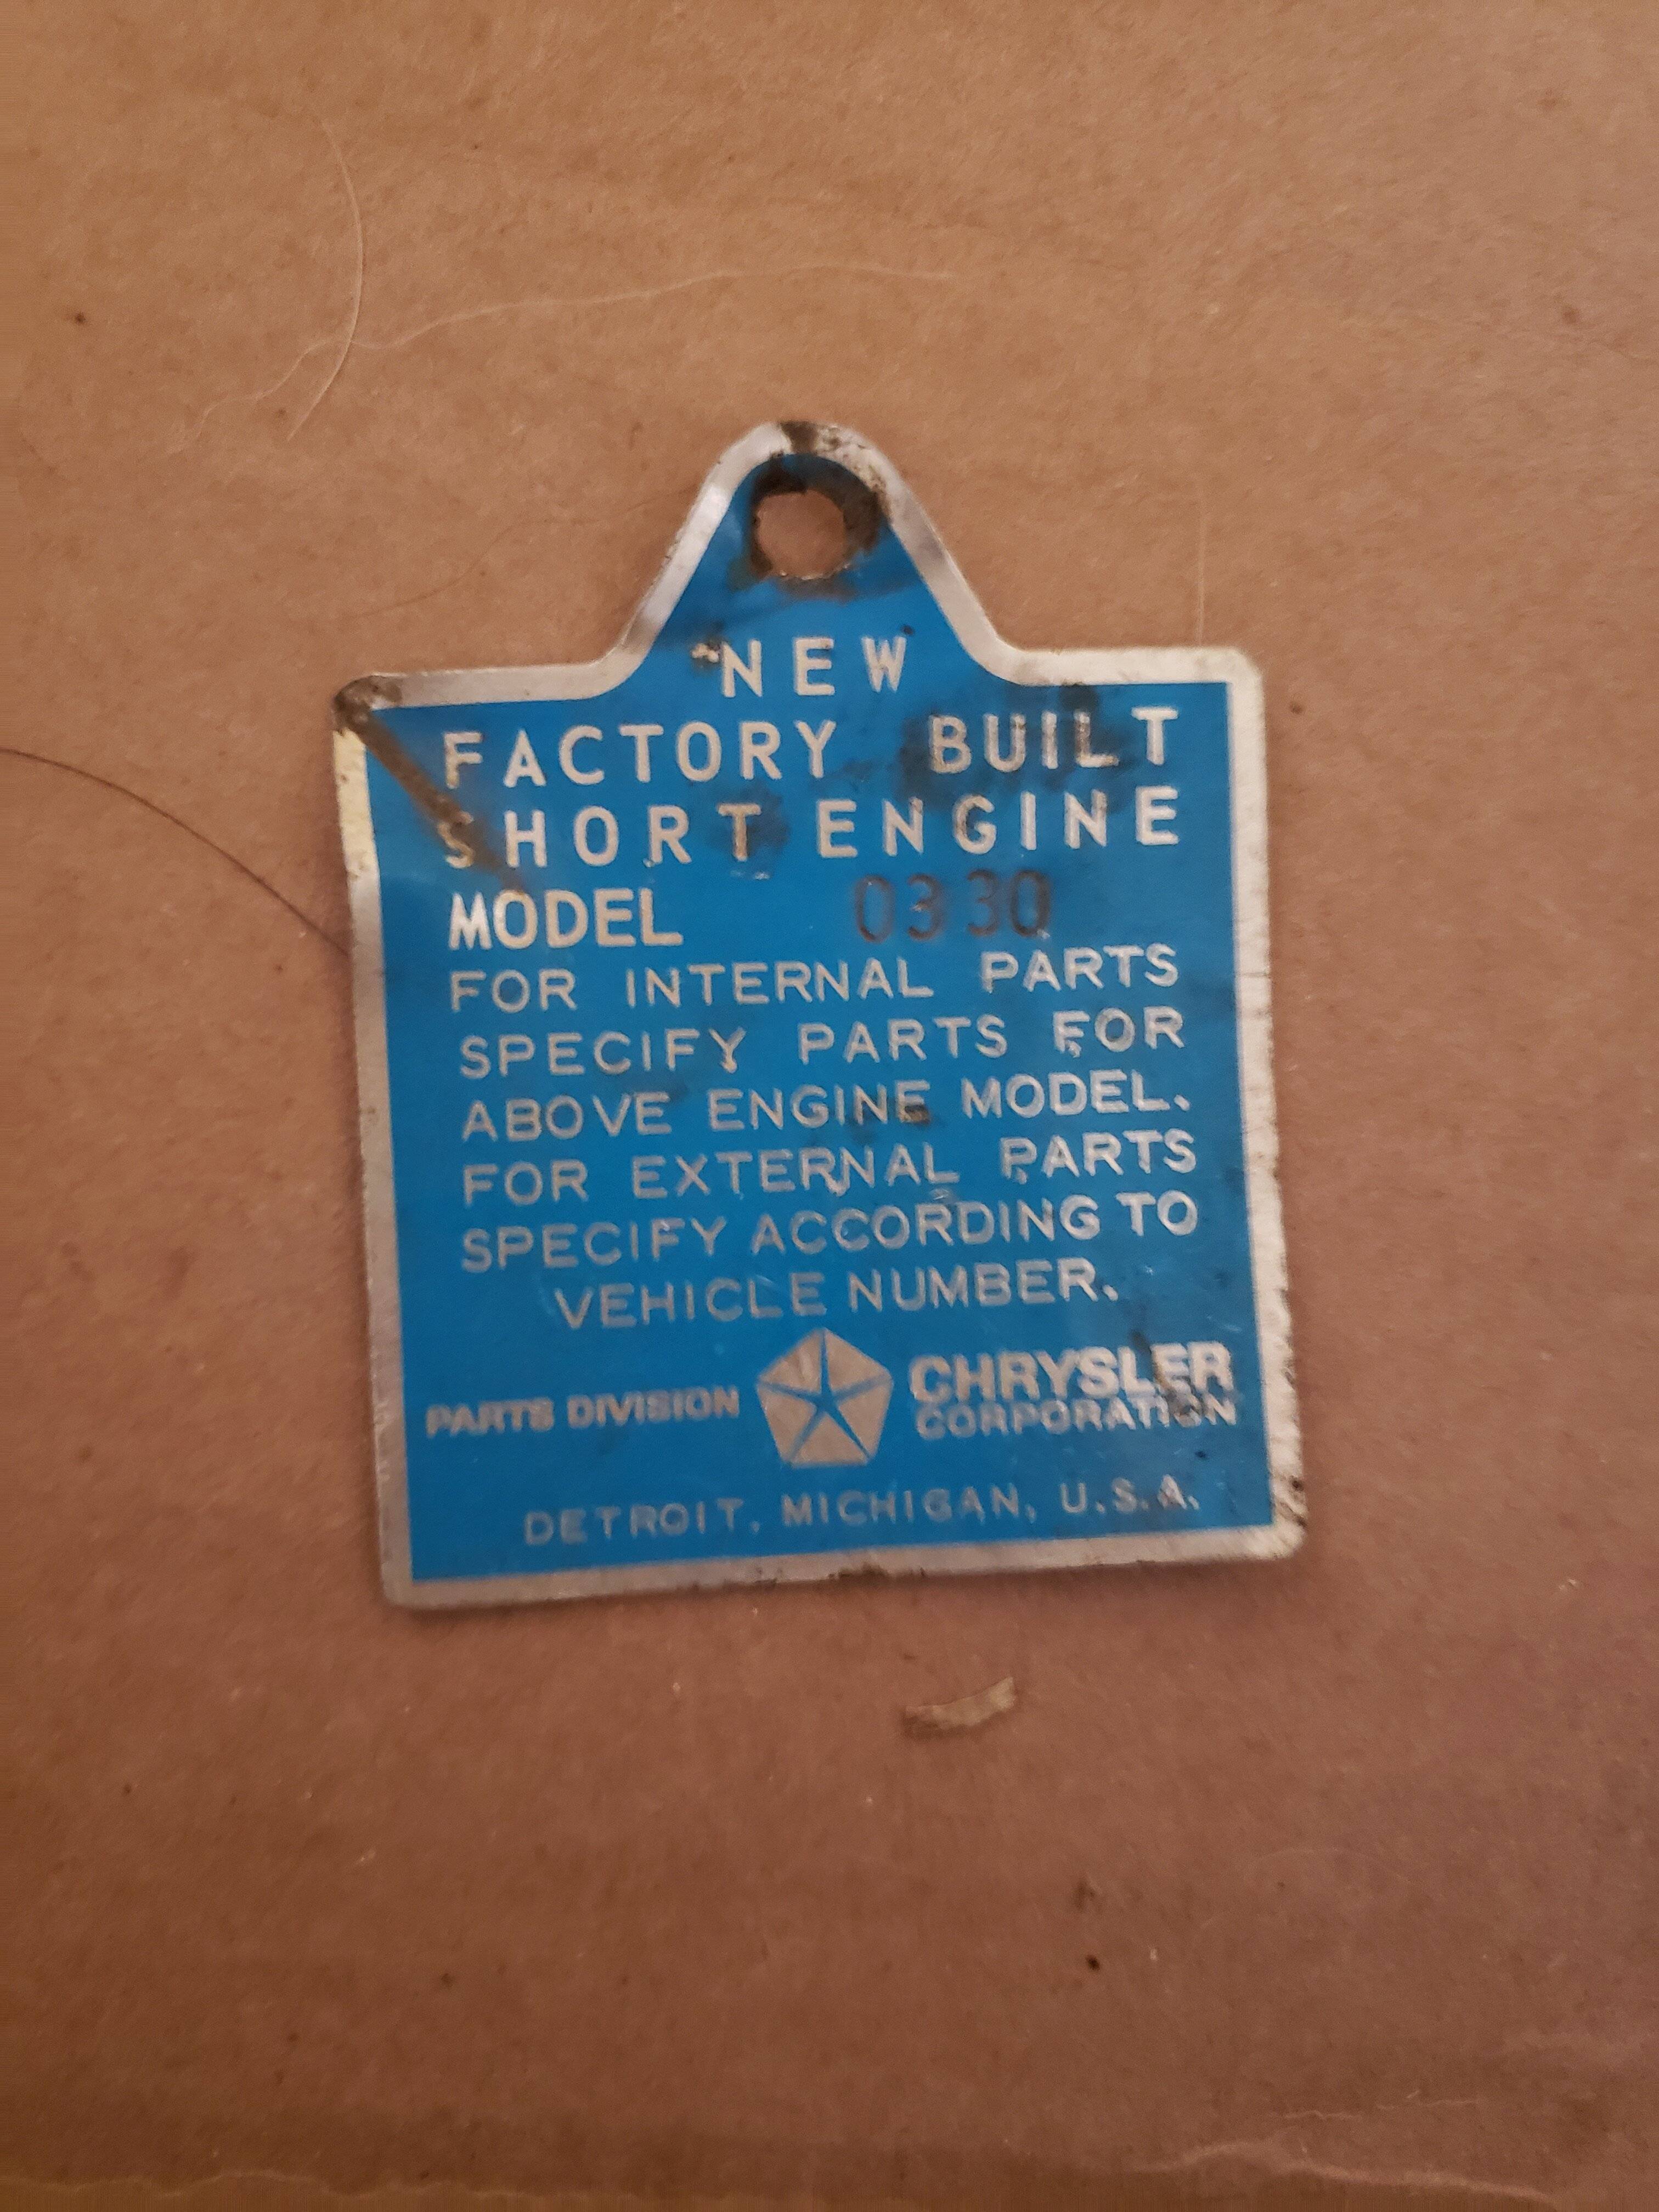 NEW
FACTORY BUILT
SHORT ENGINE
MODEL 0330
FOR INTERNAL PARTS
SPECIFY PARTS FOR
ABOVE ENGINE MODEL.
FOR EXTERNAL PARTS
SPECIFY ACCORDING TO
VEHICLE NUMBER.
PARTS DIVISION CHRYSLER
CORPORATION
DETROIT, MICHIGAN, U.S.A.